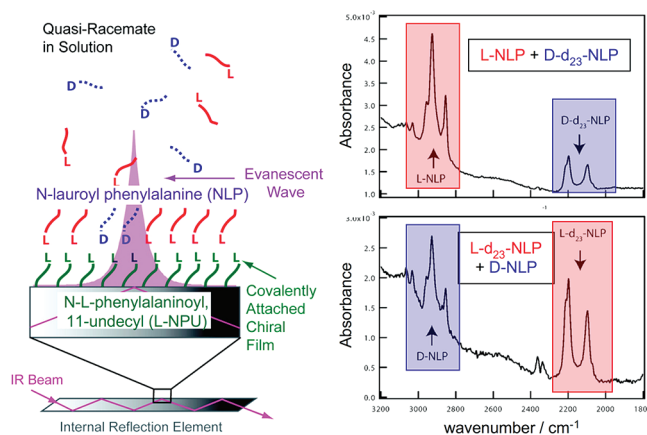 Quasi-Racemate
in Solution
D
D
D
D
L
L
L
L
Evanescent
Wave
N-lauroyl phenylalanine (NLP)
L L D D L L L L
L L L L L L L L L
N-L-phenylalaninoyl,
11-undecyl (L-NPU)
Covalently
Attached
Chiral
Film
IR Beam
Internal Reflection Element
5.0x10⁻³
4.5
4.0
3.5
3.0
2.5
2.0
1.5
1.0
Absorbance
L-NLP + D-d₂₃-NLP
D-d₂₃-NLP
L-NLP
-1
3.0x10⁻³
2.5
2.0
1.5
1.0
0.5
0.0
Absorbance
L-d₂₃-NLP
+ D-NLP
L-d₂₃-NLP
D-NLP
3200 3000 2800 2600 2400 2200 2000 180
wavenumber / cm⁻¹